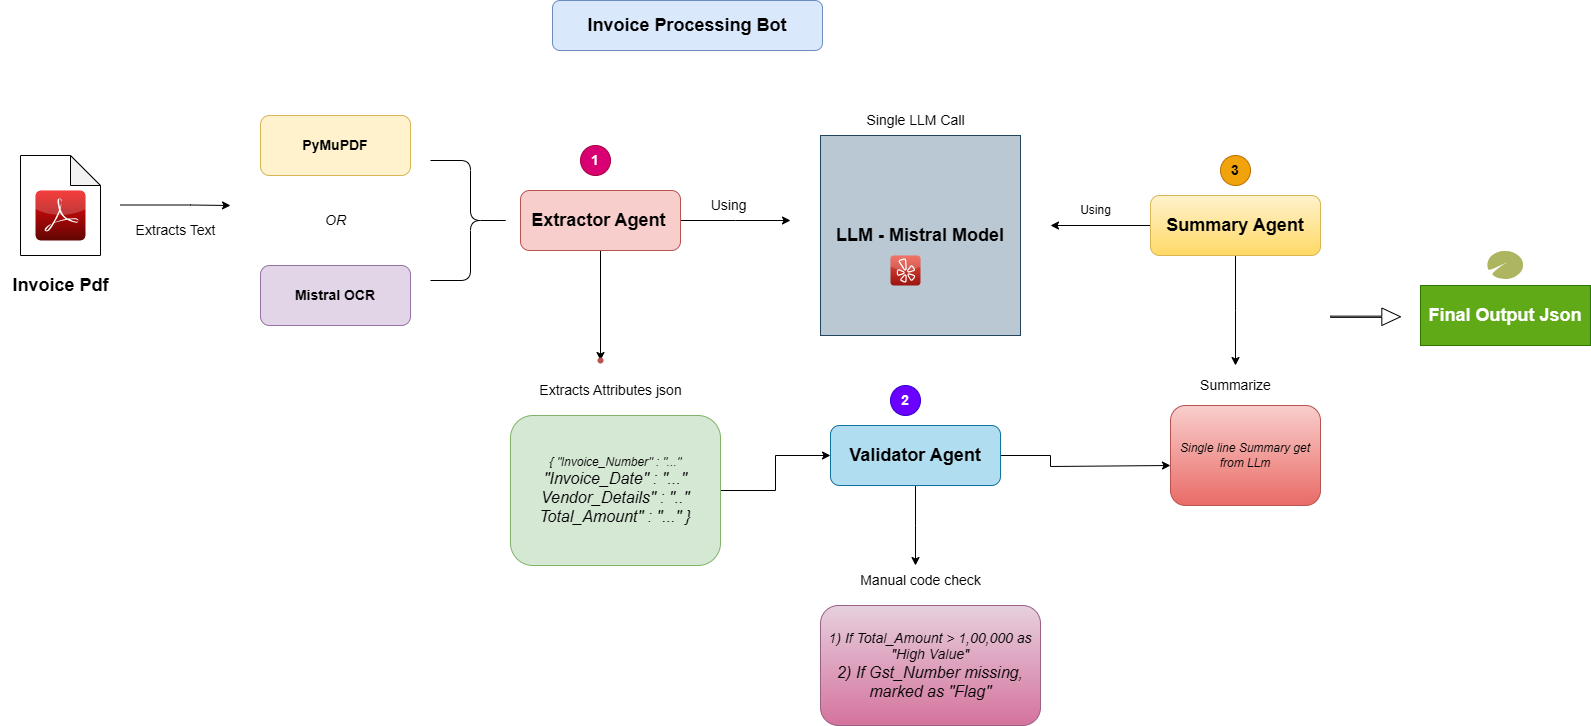 Invoice Processing Bot
Single LLM Call
PyMuPDF
1
3
Extractor Agent
Using
Using
Summary Agent
OR
Extracts Text
LLM - Mistral Model
Invoice Pdf
Mistral OCR
Final Output Json
Extracts Attributes json
Summarize
2
{ "Invoice_Number" : "..."
"Invoice_Date" : "..."
Vendor_Details" : ".."
Total_Amount" : "..." }
Validator Agent
Single line Summary get
from LLm
Manual code check
1) If Total_Amount > 1,00,000 as
"High Value"
2) If Gst_Number missing,
marked as "Flag"